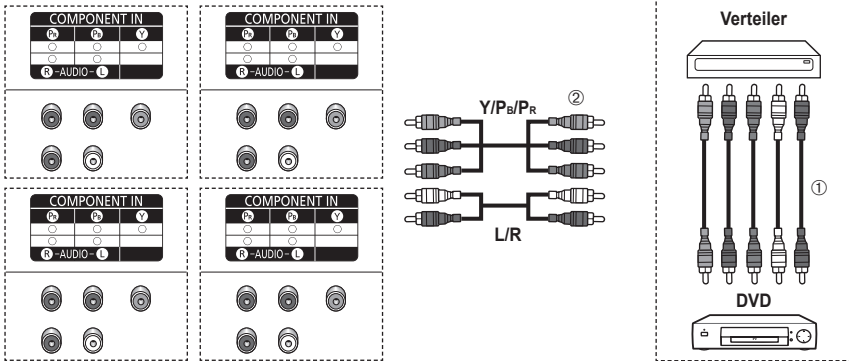 COMPONENT IN
PR PB Y
R -AUDIO- L
COMPONENT IN
PR PB Y
R -AUDIO- L
COMPONENT IN
PR PB Y
R -AUDIO- L
COMPONENT IN
PR PB Y
R -AUDIO- L
Y/PB/PR
②
L/R
Verteiler
①
DVD